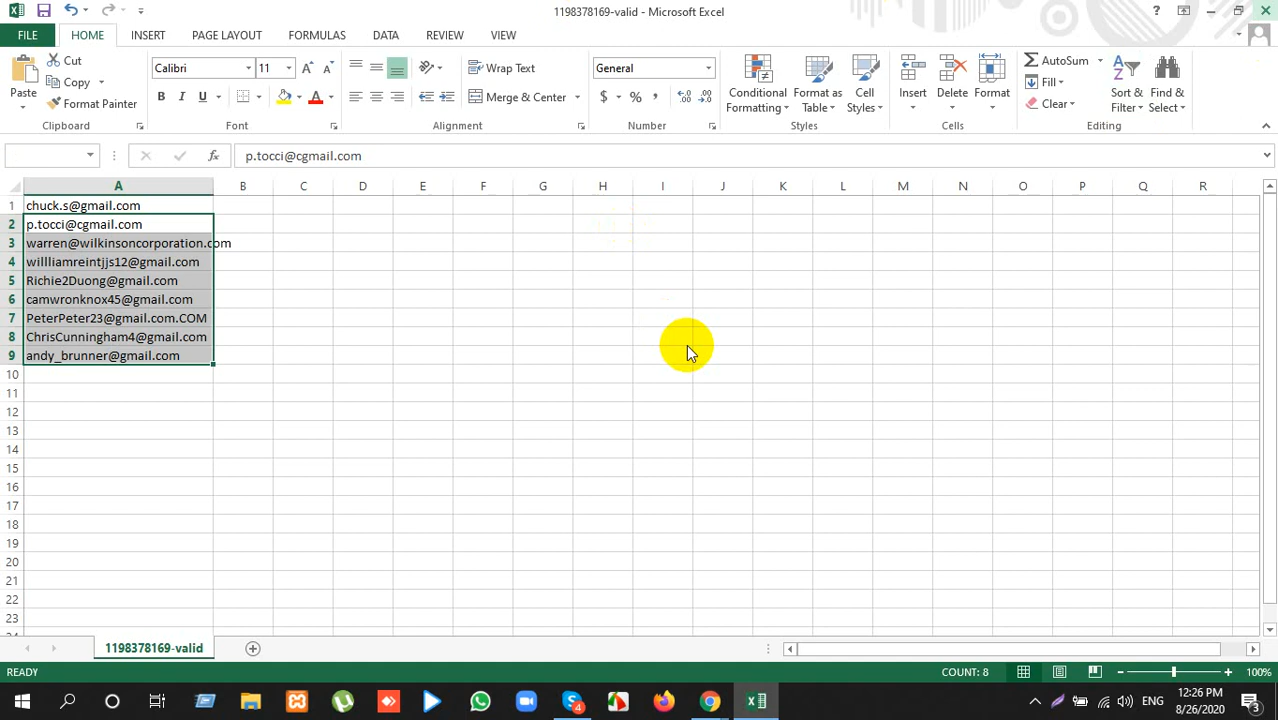 1198378169-valid - Microsoft Excel
?
FILE HOME INSERT PAGE LAYOUT FORMULAS DATA REVIEW VIEW
Paste
Cut
Copy
Format Painter
Clipboard
Calibri 11
B I U A
Font
Wrap Text
Merge & Center
Alignment
General
$ % ,
Number
Conditional Formatting
Format as Table
Cell Styles
Styles
Insert Delete Format
Cells
AutoSum
Fill
Clear
Sort & Filter
Find & Select
Editing
fx p.tocci@cgmail.com
A B C D E F G H I J K L M N O P Q R
1 chuck.s@gmail.com
2 p.tocci@cgmail.com
3 warren@wilkinsoncorporation.com
4 willliamreintjjs12@gmail.com
5 Richie2Duong@gmail.com
6 camwronknox45@gmail.com
7 PeterPeter23@gmail.com.COM
8 ChrisCunningham4@gmail.com
9 andy_brunner@gmail.com
10
11
12
13
14
15
16
17
18
19
20
21
22
23
1198378169-valid
READY COUNT: 8 100%
4
ENG
12:26 PM
8/26/2020
3